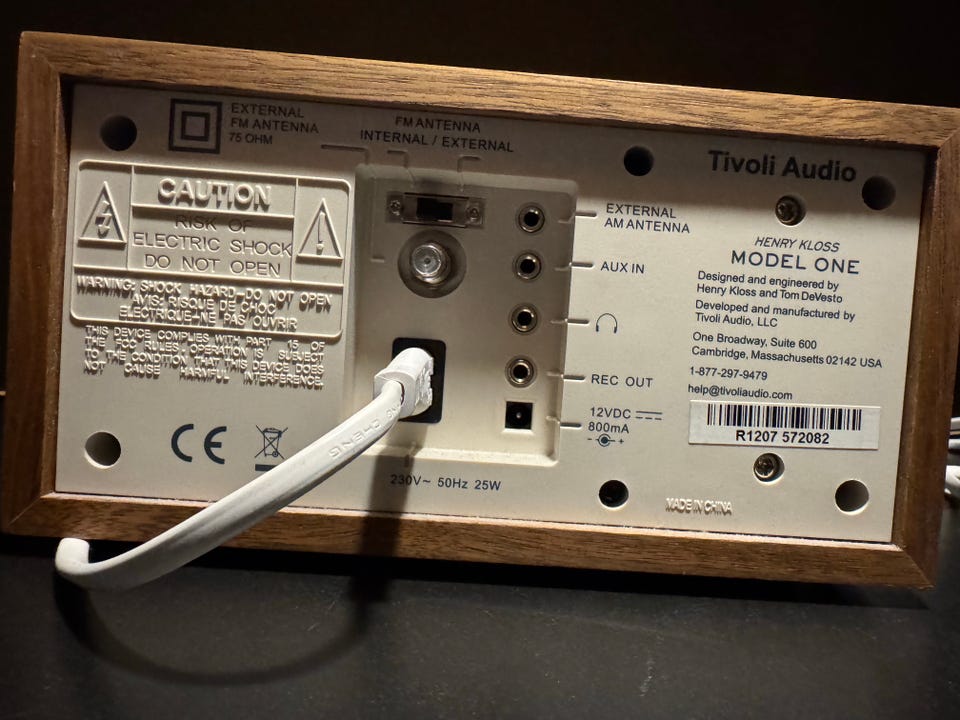 EXTERNAL
FM ANTENNA
75 OHM
FM ANTENNA
INTERNAL / EXTERNAL
Tivoli Audio
CAUTION
RISK OF
ELECTRIC SHOCK
DO NOT OPEN
WARNING: SHOCK HAZARD-DO NOT OPEN
AVIS: RISQUE DE CHOC
ELECTRIQUE-NE PAS OUVRIR
THIS DEVICE COMPLIES WITH PART 15 OF
THE FCC RULES. OPERATION IS SUBJECT
TO THE CONDITION THAT THIS DEVICE DOES
NOT CAUSE HARMFUL INTERFERENCE.
CE
EXTERNAL
AM ANTENNA
AUX IN
REC OUT
12VDC
800mA
- +
230V~ 50Hz 25W
HENRY KLOSS
MODEL ONE
Designed and engineered by
Henry Kloss and Tom DeVesto
Developed and manufactured by
Tivoli Audio, LLC
One Broadway, Suite 600
Cambridge, Massachusetts 02142 USA
1-877-297-9479
help@tivoliaudio.com
R1207 572082
MADE IN CHINA